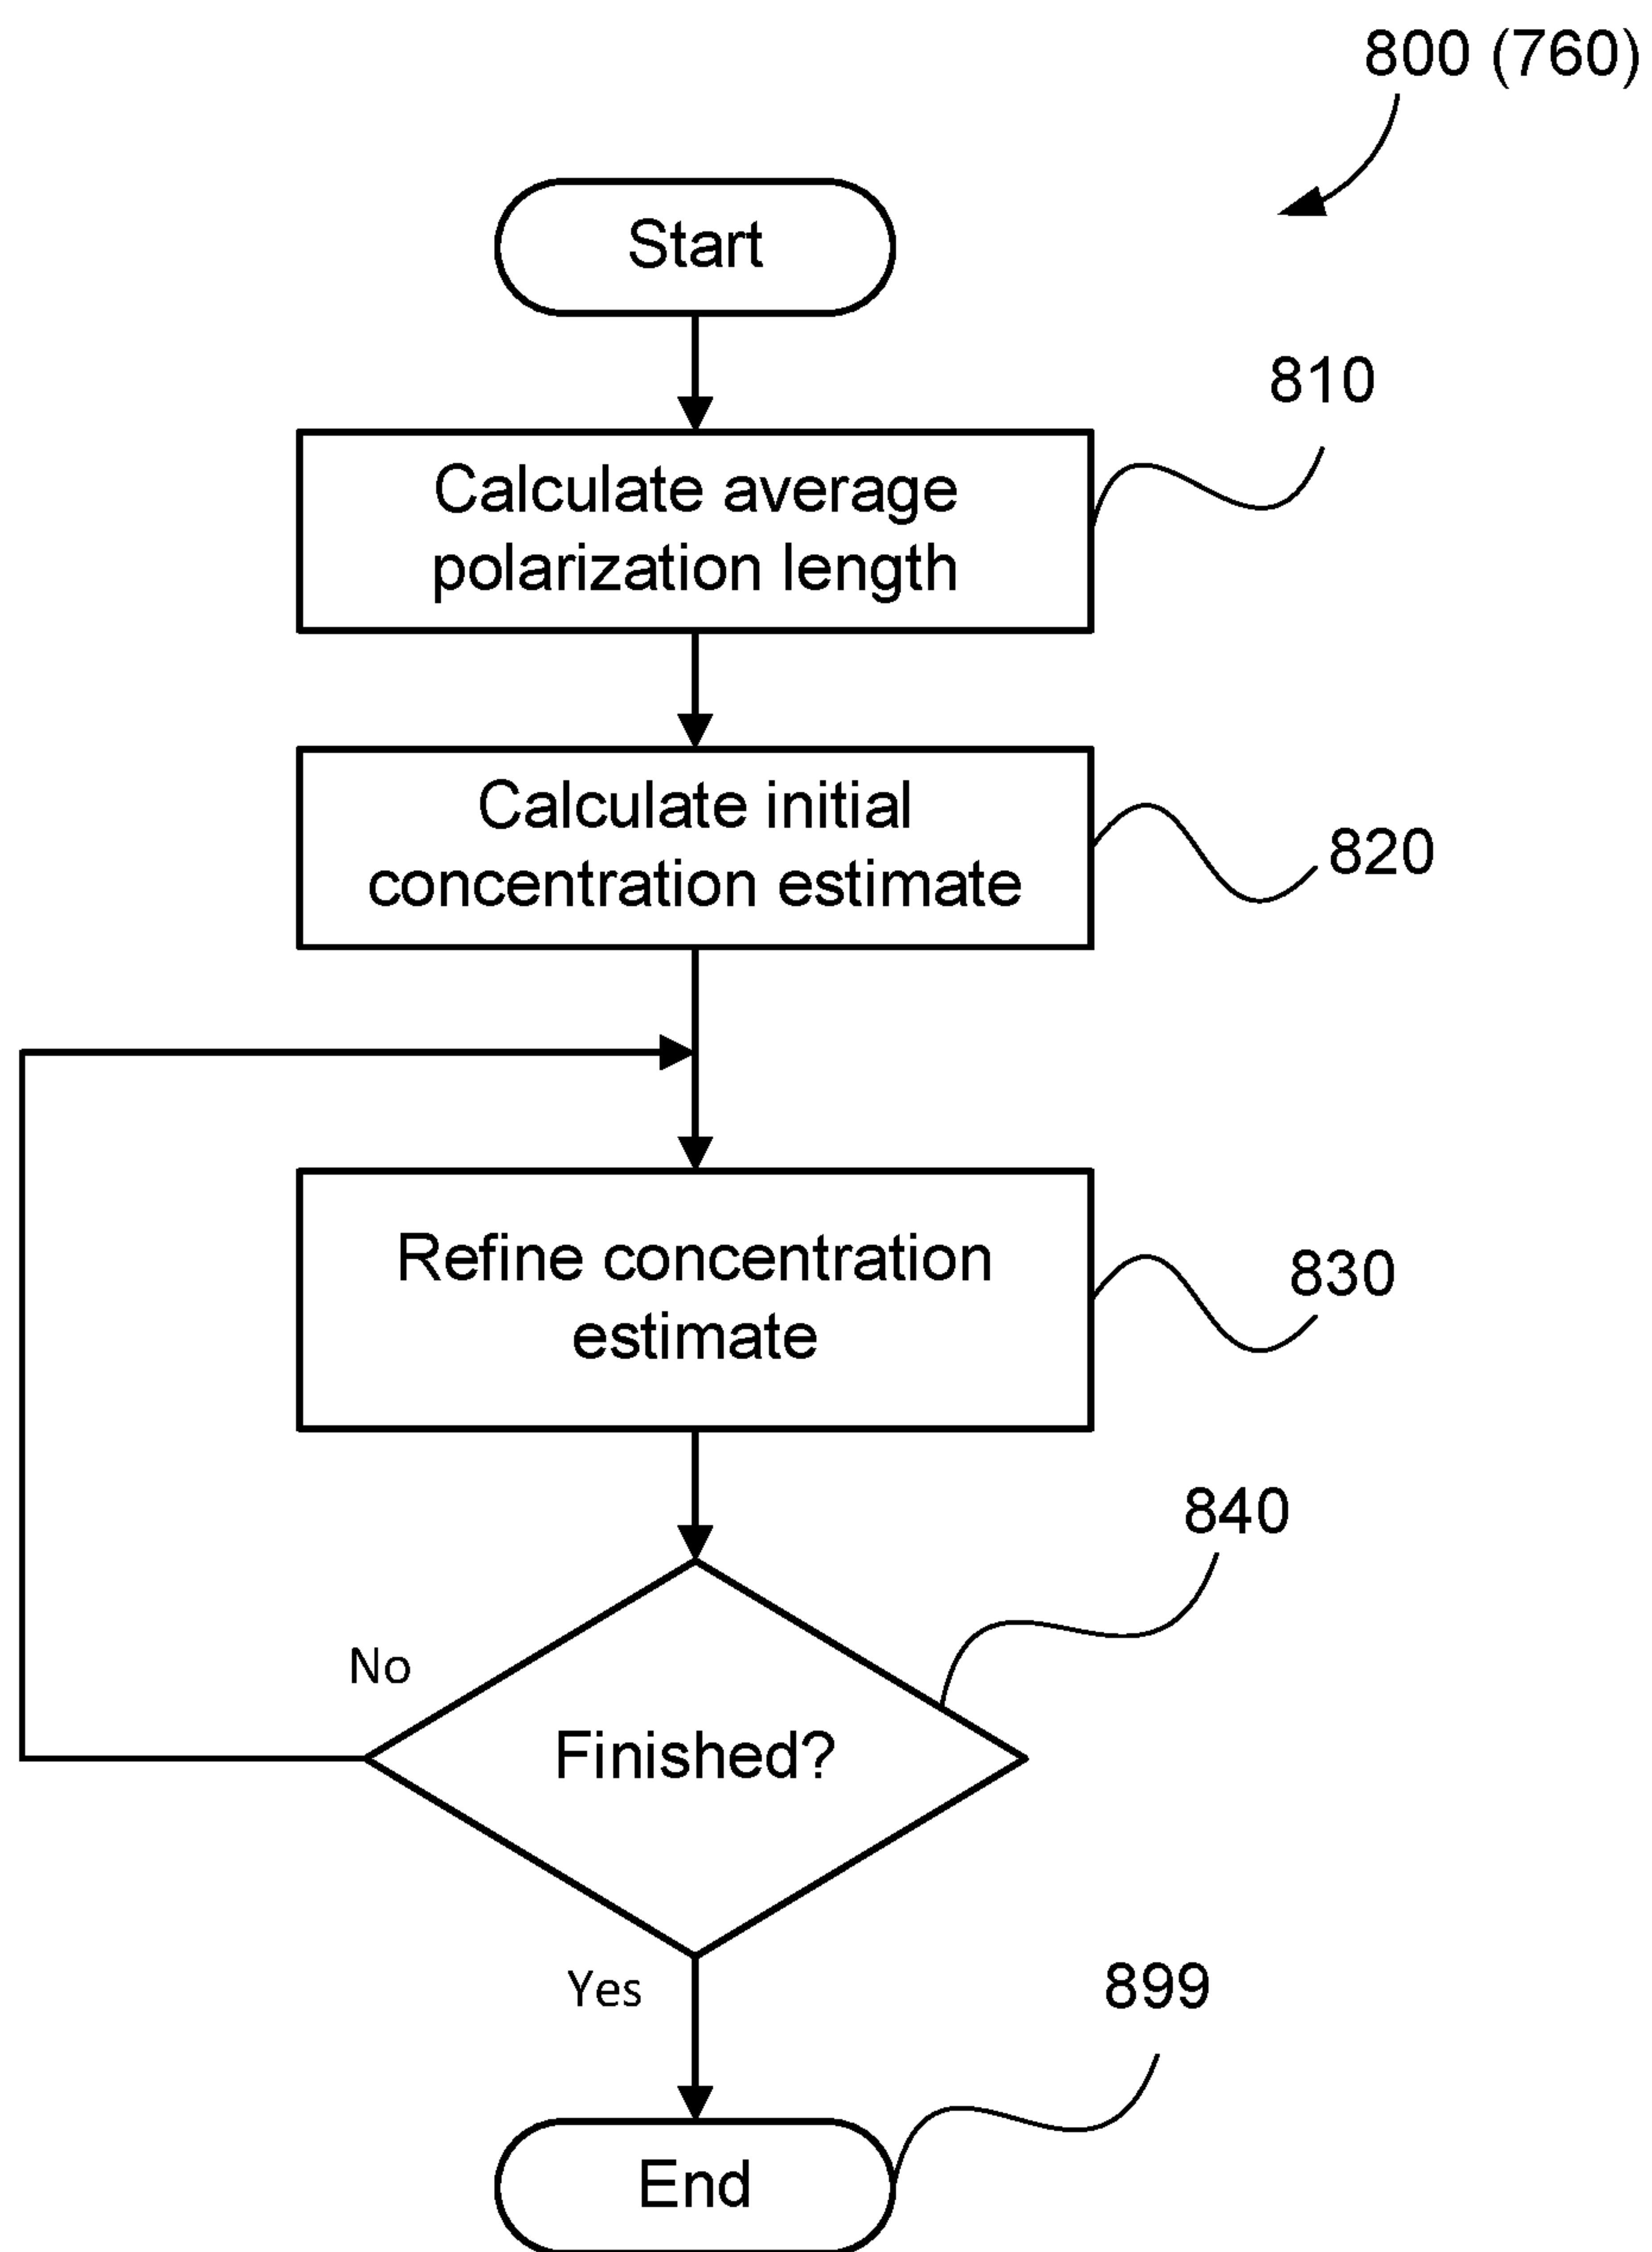 800 (760)
Start
810
Calculate average
polarization length
Calculate initial
concentration estimate
820
Refine concentration
estimate
830
840
No
Finished?
Yes
899
End